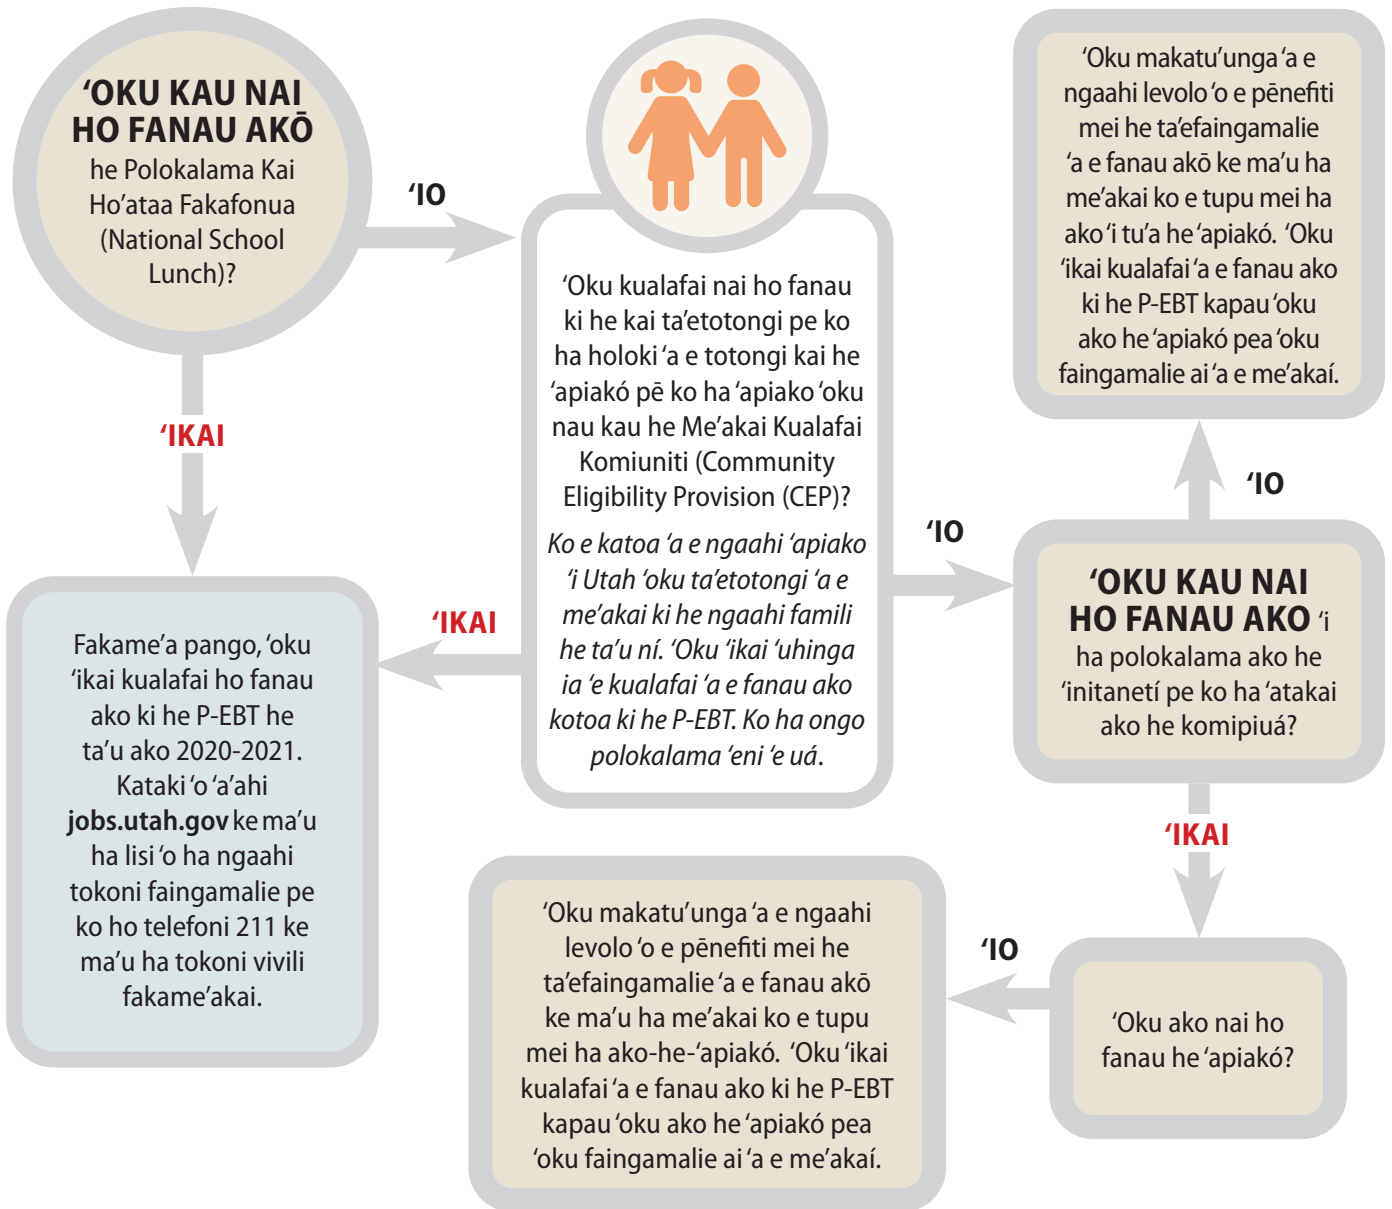 ‘OKU KAU NAI
HO FANAU AKŌ
he Polokalama Kai
Ho’ataa Fakafonua
(National School
Lunch)?
‘IO
‘IKAI
‘Oku kualafai nai ho fanau
ki he kai ta’etotongi pe ko
ha holoki ‘a e totongi kai he
‘apiakó pē ko ha ‘apiako ‘oku
nau kau he Me’akai Kualafai
Komiuniti (Community
Eligibility Provision (CEP)?
Ko e katoa ‘a e ngaahi ‘apiako
‘i Utah ‘oku ta’etotongi ‘a e
me’akai ki he ngaahi famili
he ta’u ní. ‘Oku ‘ikai ‘uhinga
ia ‘e kualafai ‘a e fanau ako
kotoa ki he P-EBT. Ko ha ongo
polokalama ‘eni ‘e uá.
‘IKAI
Fakame’a pango, ‘oku
‘ikai kualafai ho fanau
ako ki he P-EBT he
ta’u ako 2020-2021.
Kataki ‘o ‘a’ahi
jobs.utah.gov ke ma’u
ha lisi ‘o ha ngaahi
tokoni faingamalie pe
ko ho telefoni 211 ke
ma’u ha tokoni vivili
fakame’akai.
‘IO
‘OKU KAU NAI
HO FANAU AKO ‘i
ha polokalama ako he
‘initanetí pe ko ha ‘atakai
ako he komipiuá?
‘IO
‘Oku makatu’unga ‘a e
ngaahi levolo ‘o e pēnefiti
mei he ta’efaingamalie
‘a e fanau akō ke ma’u ha
me’akai ko e tupu mei ha
ako ‘i tu’a he ‘apiakó. ‘Oku
‘ikai kualafai ‘a e fanau ako
ki he P-EBT kapau ‘oku
ako he ‘apiakó pea ‘oku
faingamalie ai ‘a e me’akaí.
‘IKAI
‘Oku ako nai ho
fanau he ‘apiakó?
‘IO
‘Oku makatu’unga ‘a e ngaahi
levolo ‘o e pēnefiti mei he
ta’efaingamalie ‘a e fanau akō
ke ma’u ha me’akai ko e tupu
mei ha ako-he-‘apiakó. ‘Oku ‘ikai
kualafai ‘a e fanau ako ki he P-EBT
kapau ‘oku ako he ‘apiakó pea
‘oku faingamalie ai ‘a e me’akaí.